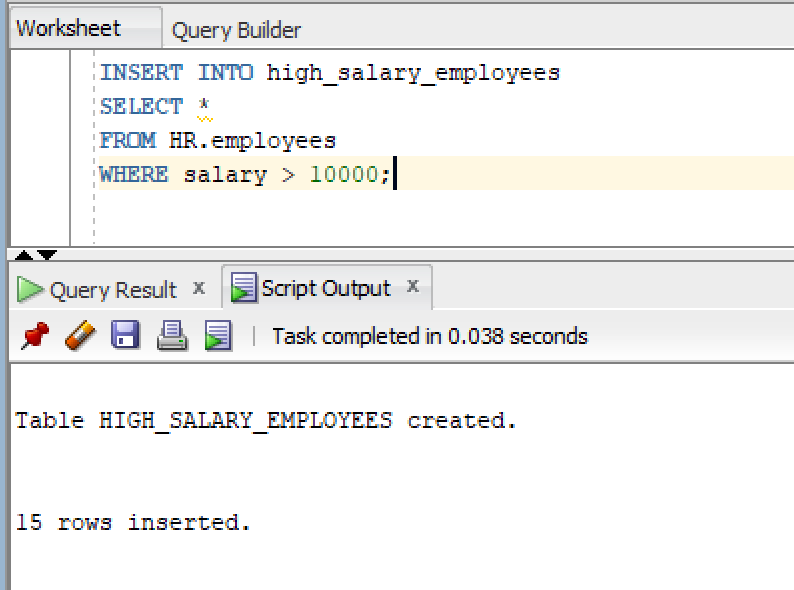 Worksheet Query Builder
INSERT INTO high_salary_employees
SELECT *
FROM HR.employees
WHERE salary > 10000;
Query Result x Script Output x
Task completed in 0.038 seconds
Table HIGH_SALARY_EMPLOYEES created.
15 rows inserted.